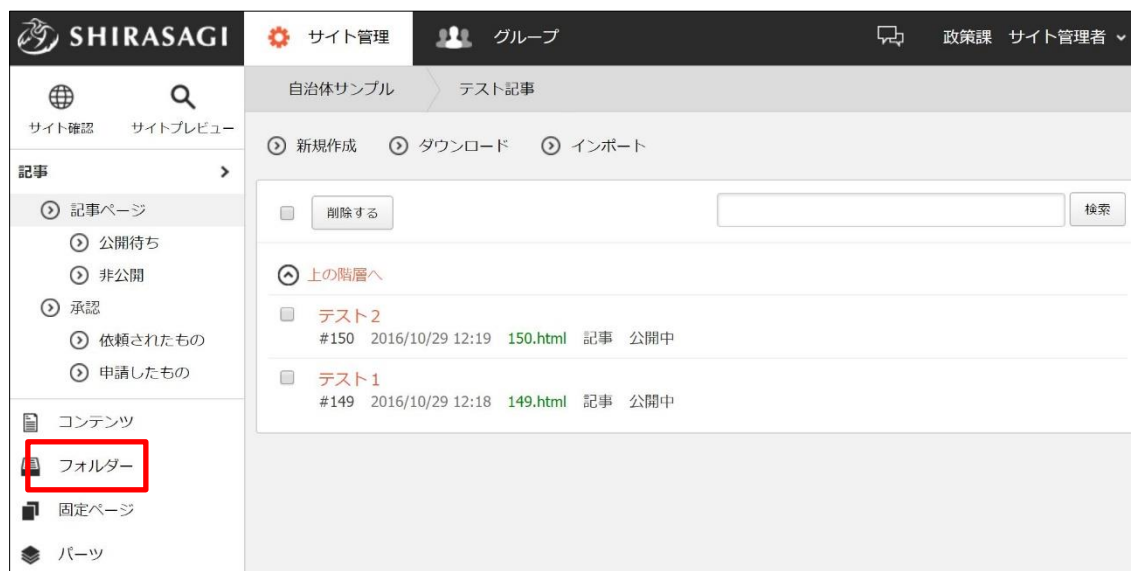 SHIRASAGI サイト管理 グループ 政策課 サイト管理者
サイト確認 サイトプレビュー
自治体サンプル テスト記事
新規作成 ダウンロード インポート
記事
記事ページ
公開待ち
非公開
承認
依頼されたもの
申請したもの
コンテンツ
フォルダー
固定ページ
パーツ
削除する 検索
上の階層へ
テスト2
#150 2016/10/29 12:19 150.html 記事 公開中
テスト1
#149 2016/10/29 12:18 149.html 記事 公開中